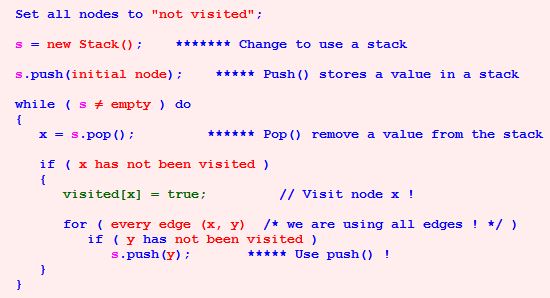 Set all nodes to "not visited";
s = new Stack();    ******* Change to use a stack
s.push(initial node);    ***** Push() stores a value in a stack
while ( s ≠ empty ) do
{
   x = s.pop();         ****** Pop() remove a value from the stack
   if ( x has not been visited )
   {
      visited[x] = true;         // Visit node x !
      for ( every edge (x, y)  /* we are using all edges ! */ )
         if ( y has not been visited )
            s.push(y);       ***** Use push() !
   }
}